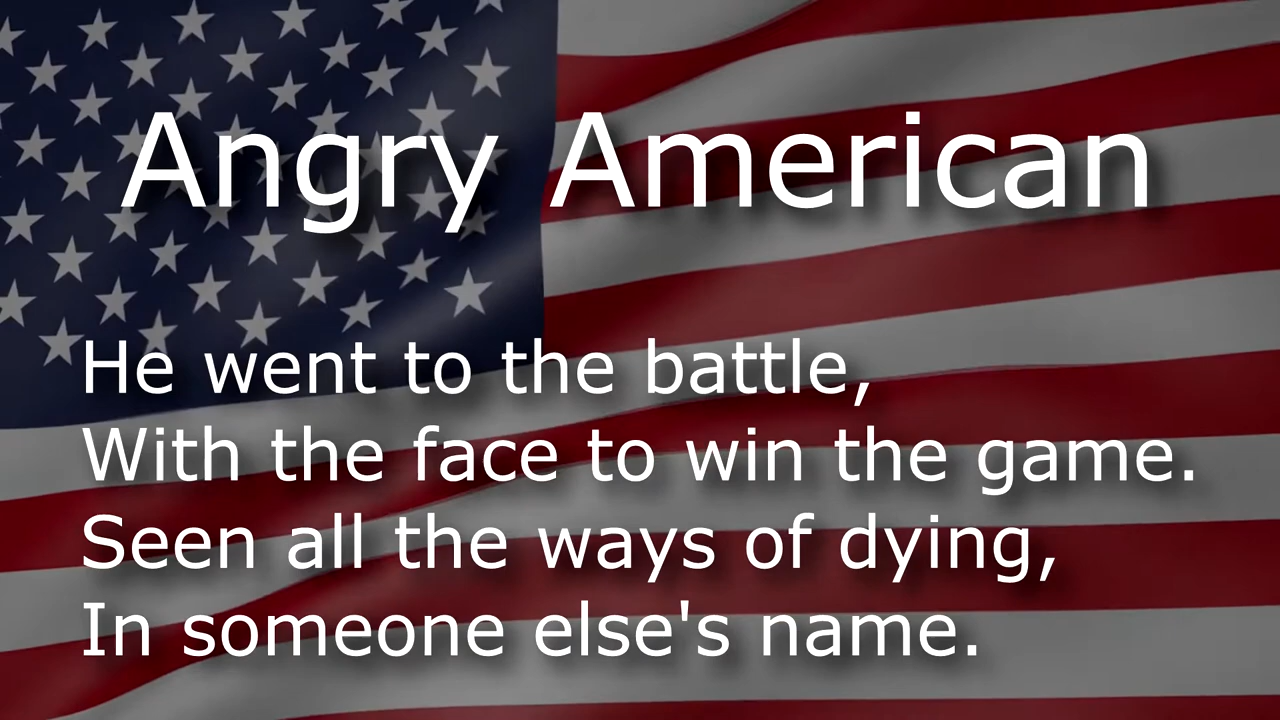 Angry American
He went to the battle,
With the face to win the game.
Seen all the ways of dying,
In someone else's name.